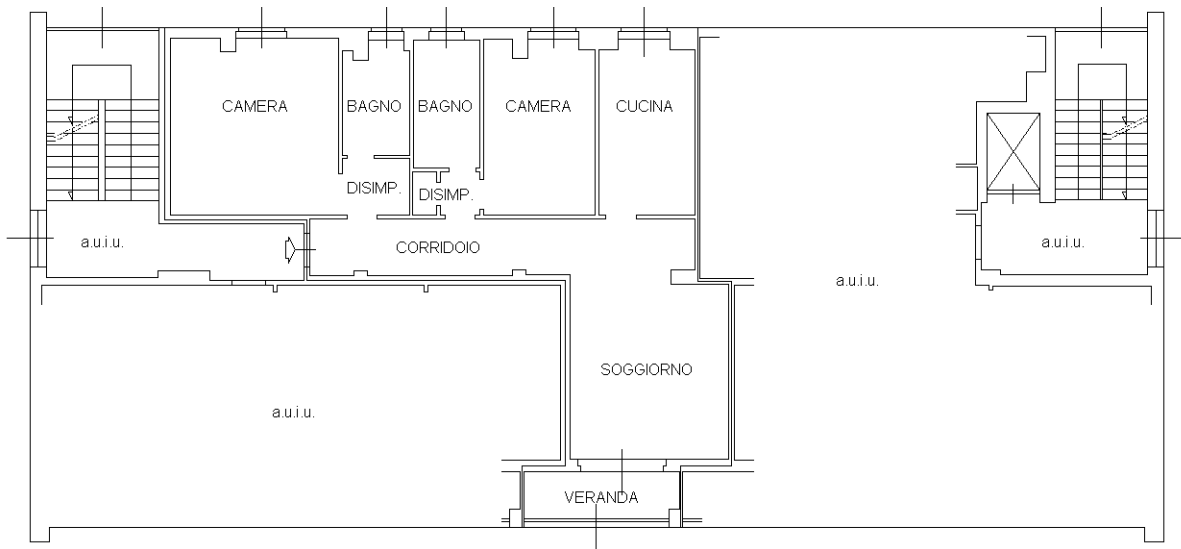 CAMERA
BAGNO
BAGNO
CAMERA
CUCINA
DISIMP.
DISIMP.
a.u.i.u.
CORRIDOIO
a.u.i.u.
a.u.i.u.
SOGGIORNO
a.u.i.u.
VERANDA